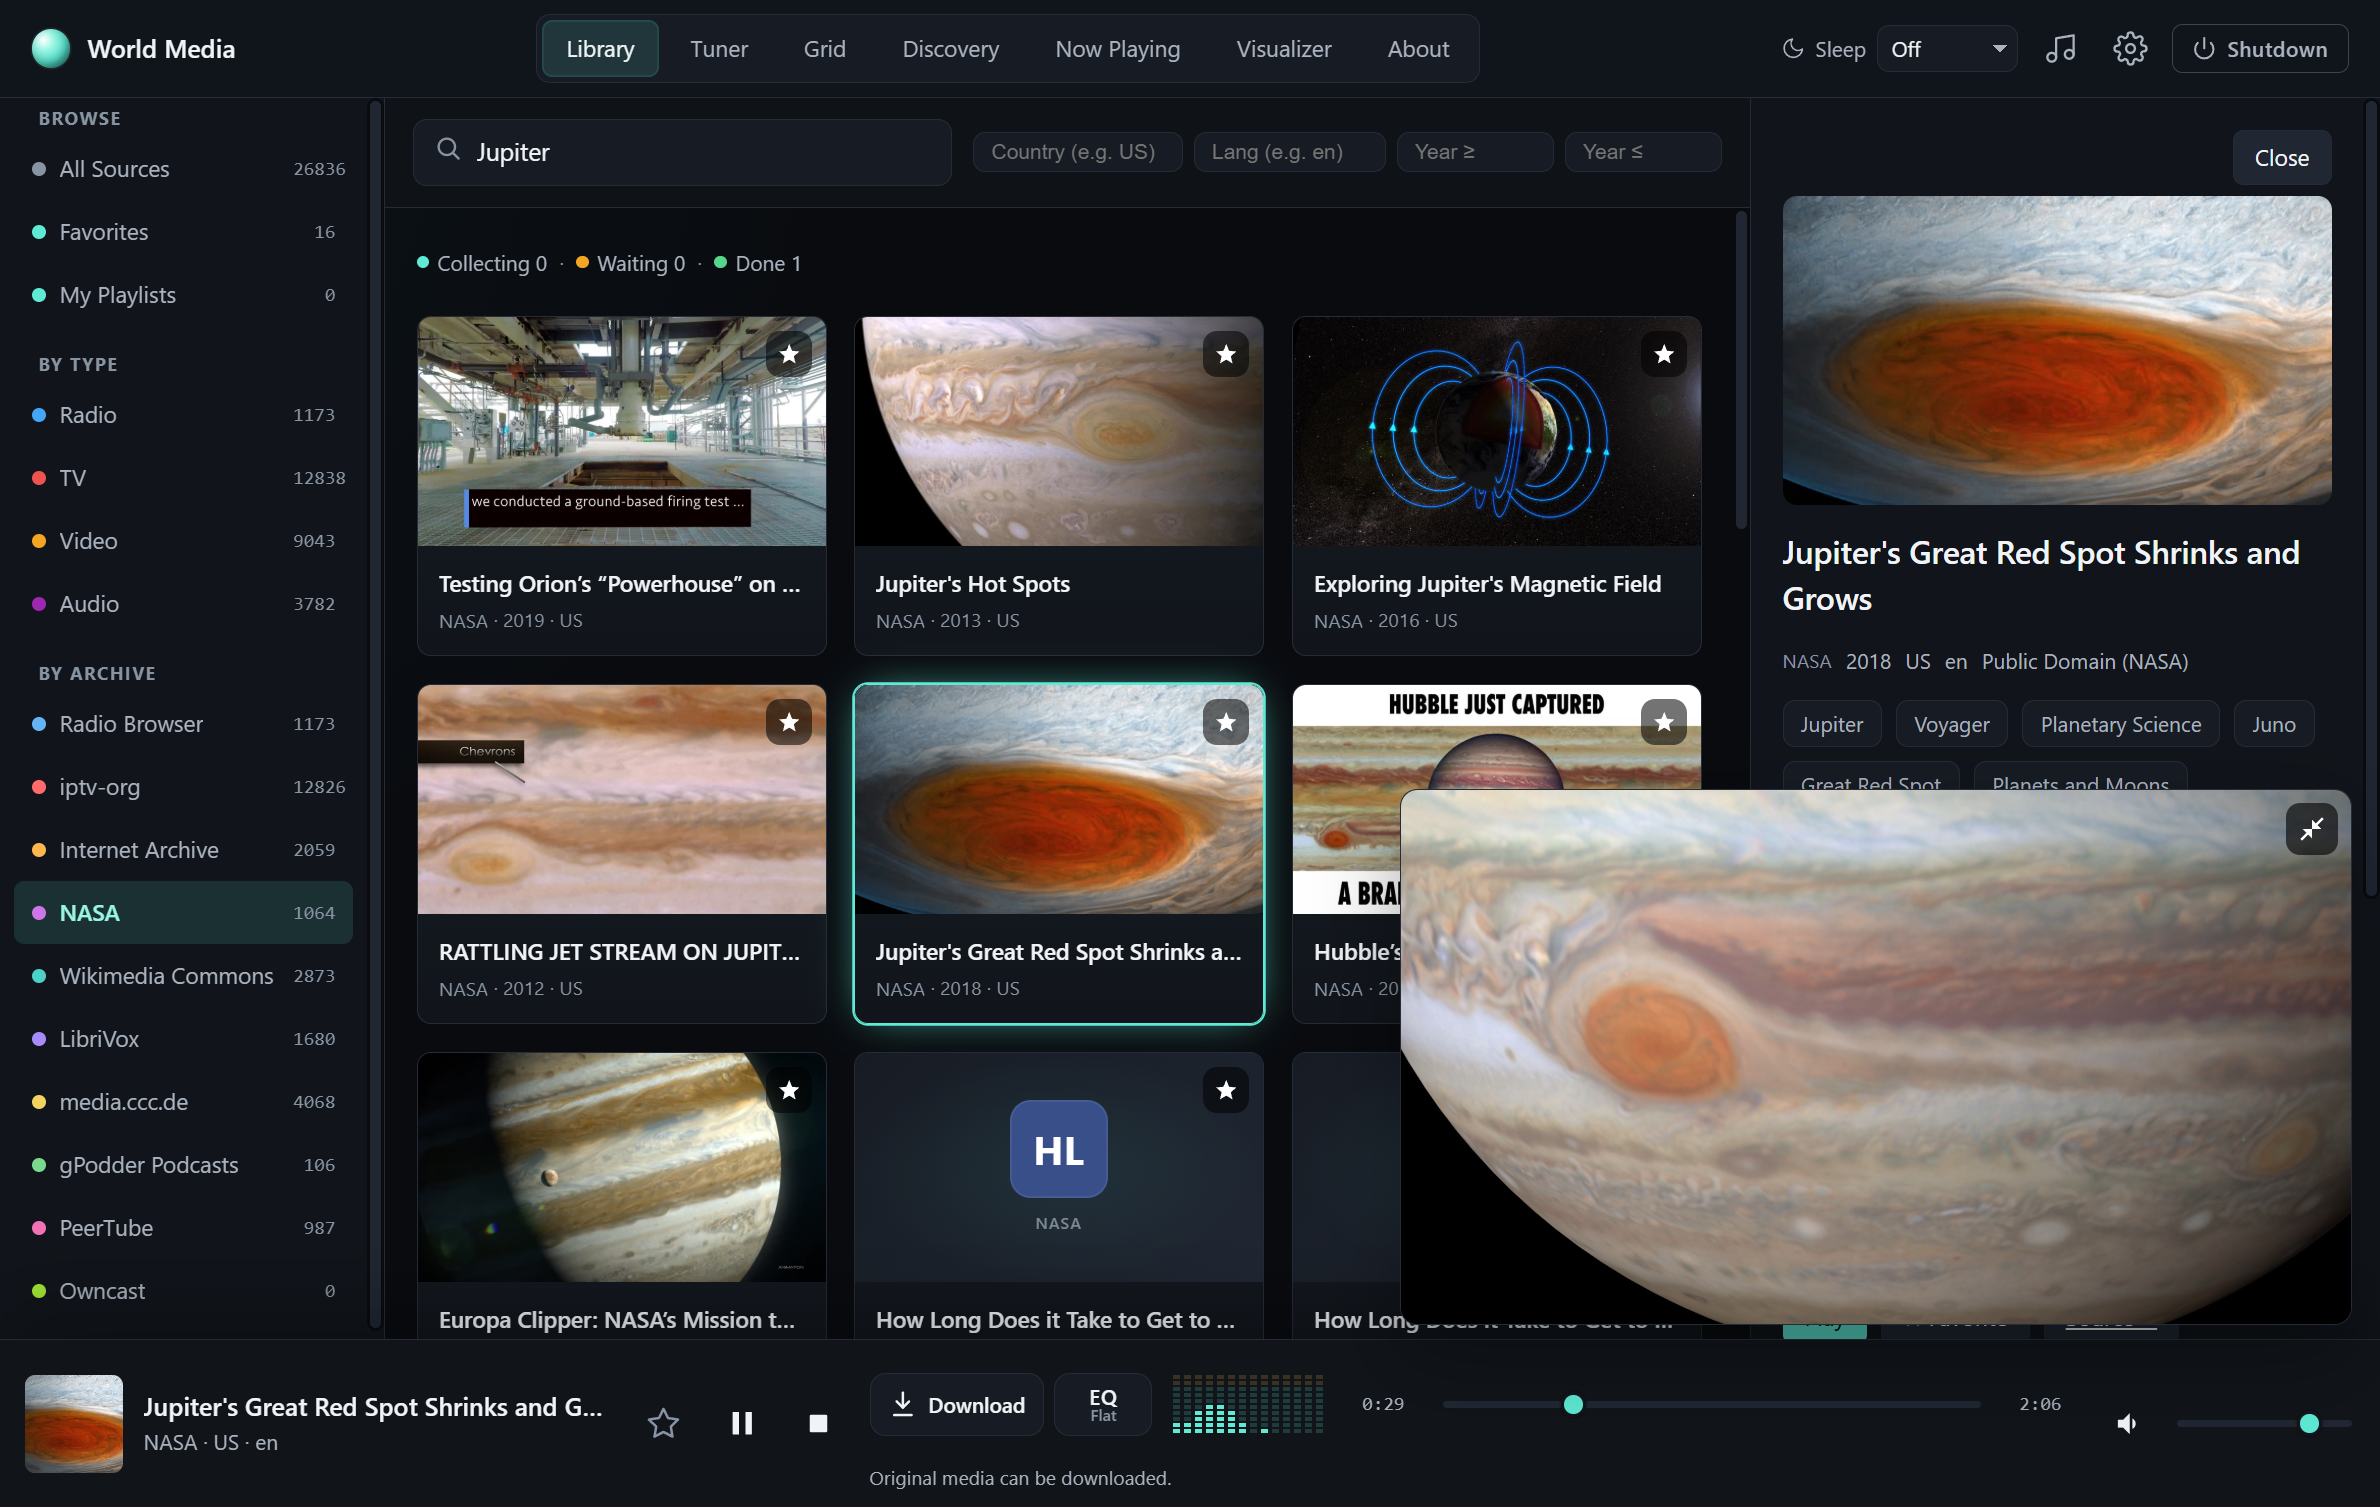 World Media
Library
Tuner
Grid
Discovery
Now Playing
Visualizer
About
Sleep
Off
Shutdown
BROWSE
All Sources 26836
Favorites 16
My Playlists 0
BY TYPE
Radio 1173
TV 12838
Video 9043
Audio 3782
BY ARCHIVE
Radio Browser 1173
iptv-org 12826
Internet Archive 2059
NASA 1064
Wikimedia Commons 2873
LibriVox 1680
media.ccc.de 4068
gPodder Podcasts 106
PeerTube 987
Owncast 0
Jupiter
Country (e.g. US)
Lang (e.g. en)
Year ≥
Year ≤
Collecting 0 · Waiting 0 · Done 1
we conducted a ground-based firing test ...
Testing Orion’s “Powerhouse” on ...
NASA · 2019 · US
Jupiter's Hot Spots
NASA · 2013 · US
Exploring Jupiter's Magnetic Field
NASA · 2016 · US
Chevrons
RATTLING JET STREAM ON JUPIT...
NASA · 2012 · US
Jupiter's Great Red Spot Shrinks a...
NASA · 2018 · US
HUBBLE JUST CAPTURED
A BRA
Hubble’s
NASA · 20
Europa Clipper: NASA’s Mission t...
HL
NASA
How Long Does it Take to Get to ...
How Long Does it Take to Get to ...
Close
Jupiter's Great Red Spot Shrinks and
Grows
NASA 2018 US en Public Domain (NASA)
Jupiter
Voyager
Planetary Science
Juno
Great Red Spot
Planets and Moons
Jupiter's Great Red Spot Shrinks and G...
NASA · US · en
Download
EQ
Flat
0:29
2:06
Original media can be downloaded.